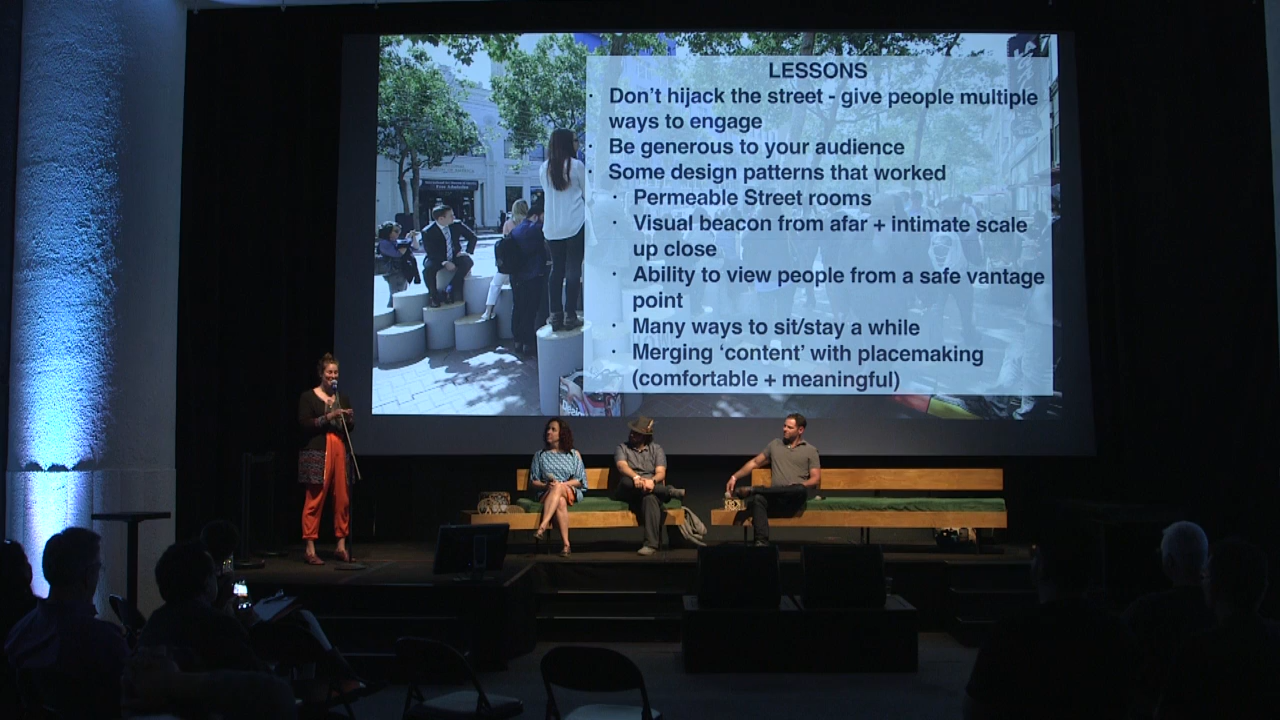 LESSONS
· Don't hijack the street - give people multiple
ways to engage
· Be generous to your audience
· Some design patterns that worked
· Permeable Street rooms
· Visual beacon from afar + intimate scale
up close
· Ability to view people from a safe vantage
point
· Many ways to sit/stay a while
· Merging ‘content’ with placemaking
(comfortable + meaningful)
Free Admission